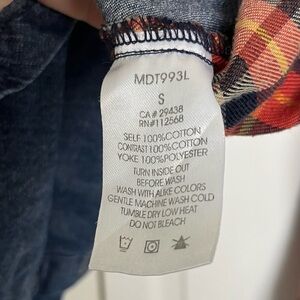 MDT993L
S
CA# 29438
RN#112568
SELF 100%COTTON
CONTRAST 100%COTTON
YOKE 100%POLYESTER
TURN INSIDE OUT
BEFORE WASH
WASH WITH ALIKE COLORS
GENTLE MACHINE WASH COLD
TUMBLE DRY LOW HEAT
DO NOT BLEACH